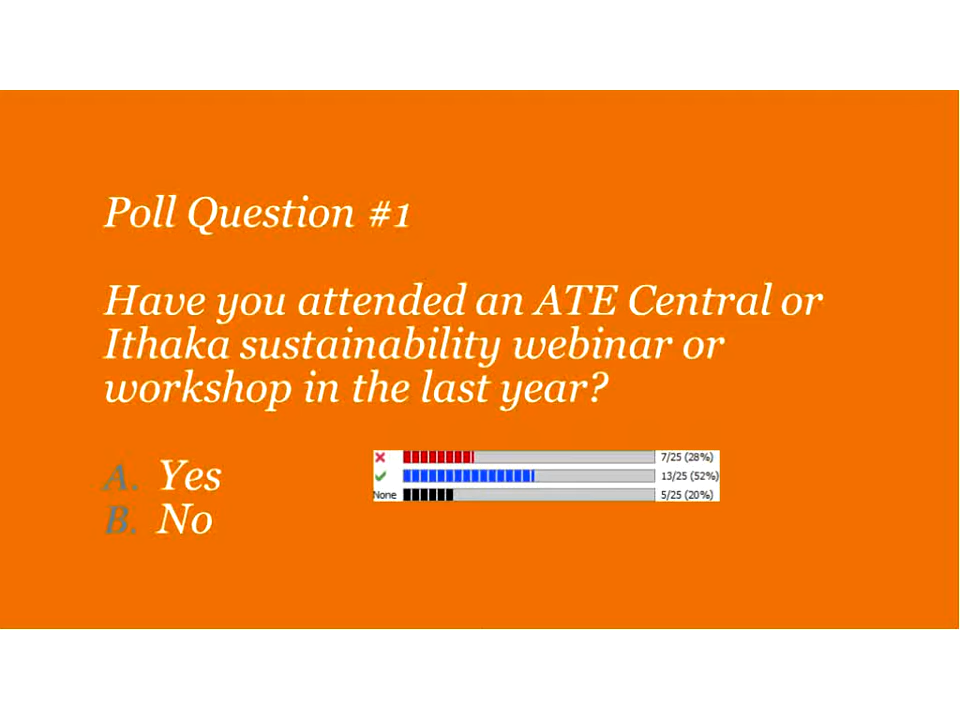 Poll Question #1
Have you attended an ATE Central or
Ithaka sustainability webinar or
workshop in the last year?
A. Yes
B. No
7/25 (28%)
13/25 (52%)
None 5/25 (20%)